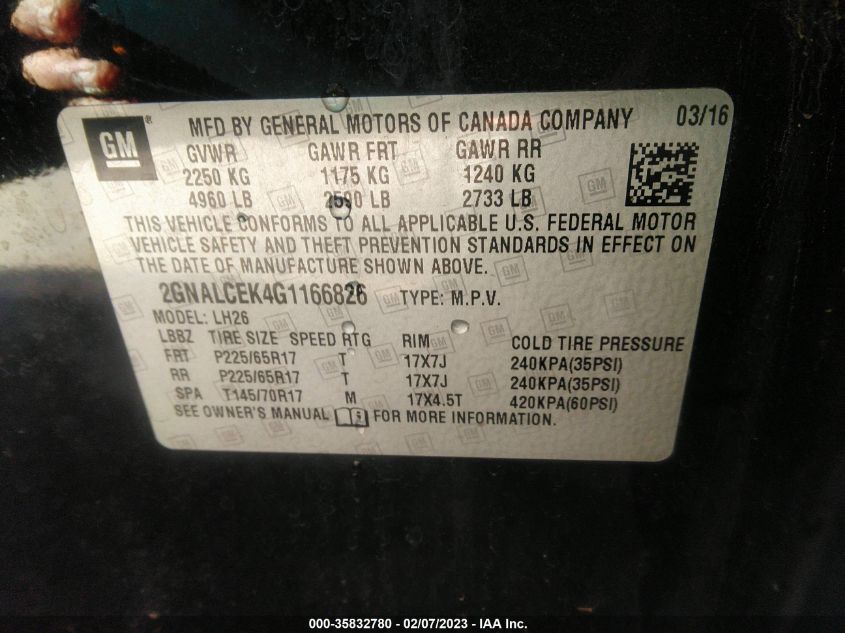 GM ® MFD BY GENERAL MOTORS OF CANADA COMPANY 03/16
GVWR GAWR FRT GAWR RR
2250 KG 1175 KG 1240 KG
4960 LB 2590 LB 2733 LB
THIS VEHICLE CONFORMS TO ALL APPLICABLE U.S. FEDERAL MOTOR
VEHICLE SAFETY AND THEFT PREVENTION STANDARDS IN EFFECT ON
THE DATE OF MANUFACTURE SHOWN ABOVE.
2GNALCEK4G1166826 TYPE: M.P.V.
MODEL: LH26
LBBZ TIRE SIZE SPEED RTG RIM COLD TIRE PRESSURE
FRT P225/65R17 T 17X7J 240KPA(35PSI)
RR P225/65R17 T 17X7J 240KPA(35PSI)
SPA T145/70R17 M 17X4.5T 420KPA(60PSI)
SEE OWNER'S MANUAL FOR MORE INFORMATION.
000-35832780 - 02/07/2023 - IAA Inc.